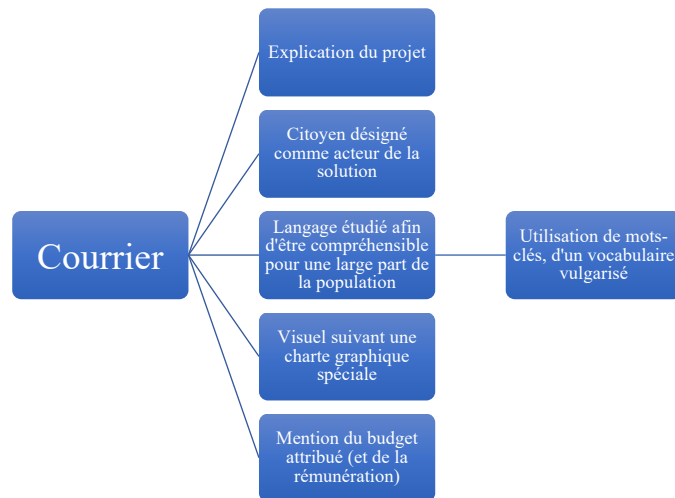 Explication du projet
Citoyen désigné
comme acteur de la
solution
Courrier
Langage étudié afin
d'être compréhensible
pour une large part de
la population
Utilisation de mots-
clés, d'un vocabulaire
vulgarisé
Visuel suivant une
charte graphique
spéciale
Mention du budget
attribué (et de la
rémunération)